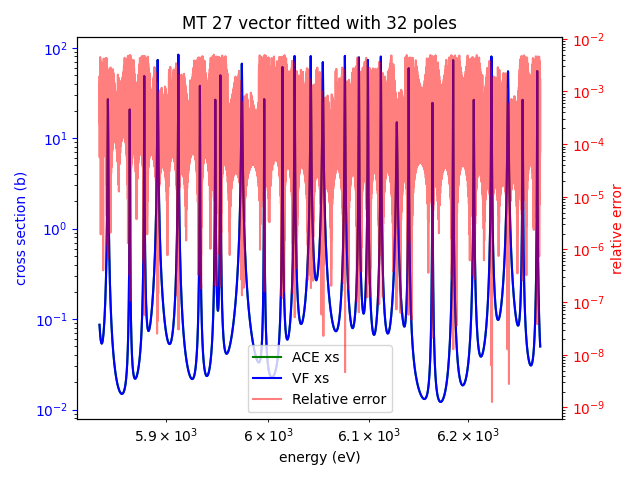 MT 27 vector fitted with 32 poles
10²
10¹
10⁰
10⁻¹
10⁻²
cross section (b)
10⁻²
10⁻³
10⁻⁴
10⁻⁵
10⁻⁶
10⁻⁷
10⁻⁸
10⁻⁹
relative error
ACE xs
VF xs
Relative error
5.9 × 10³ 6 × 10³ 6.1 × 10³ 6.2 × 10³
energy (eV)